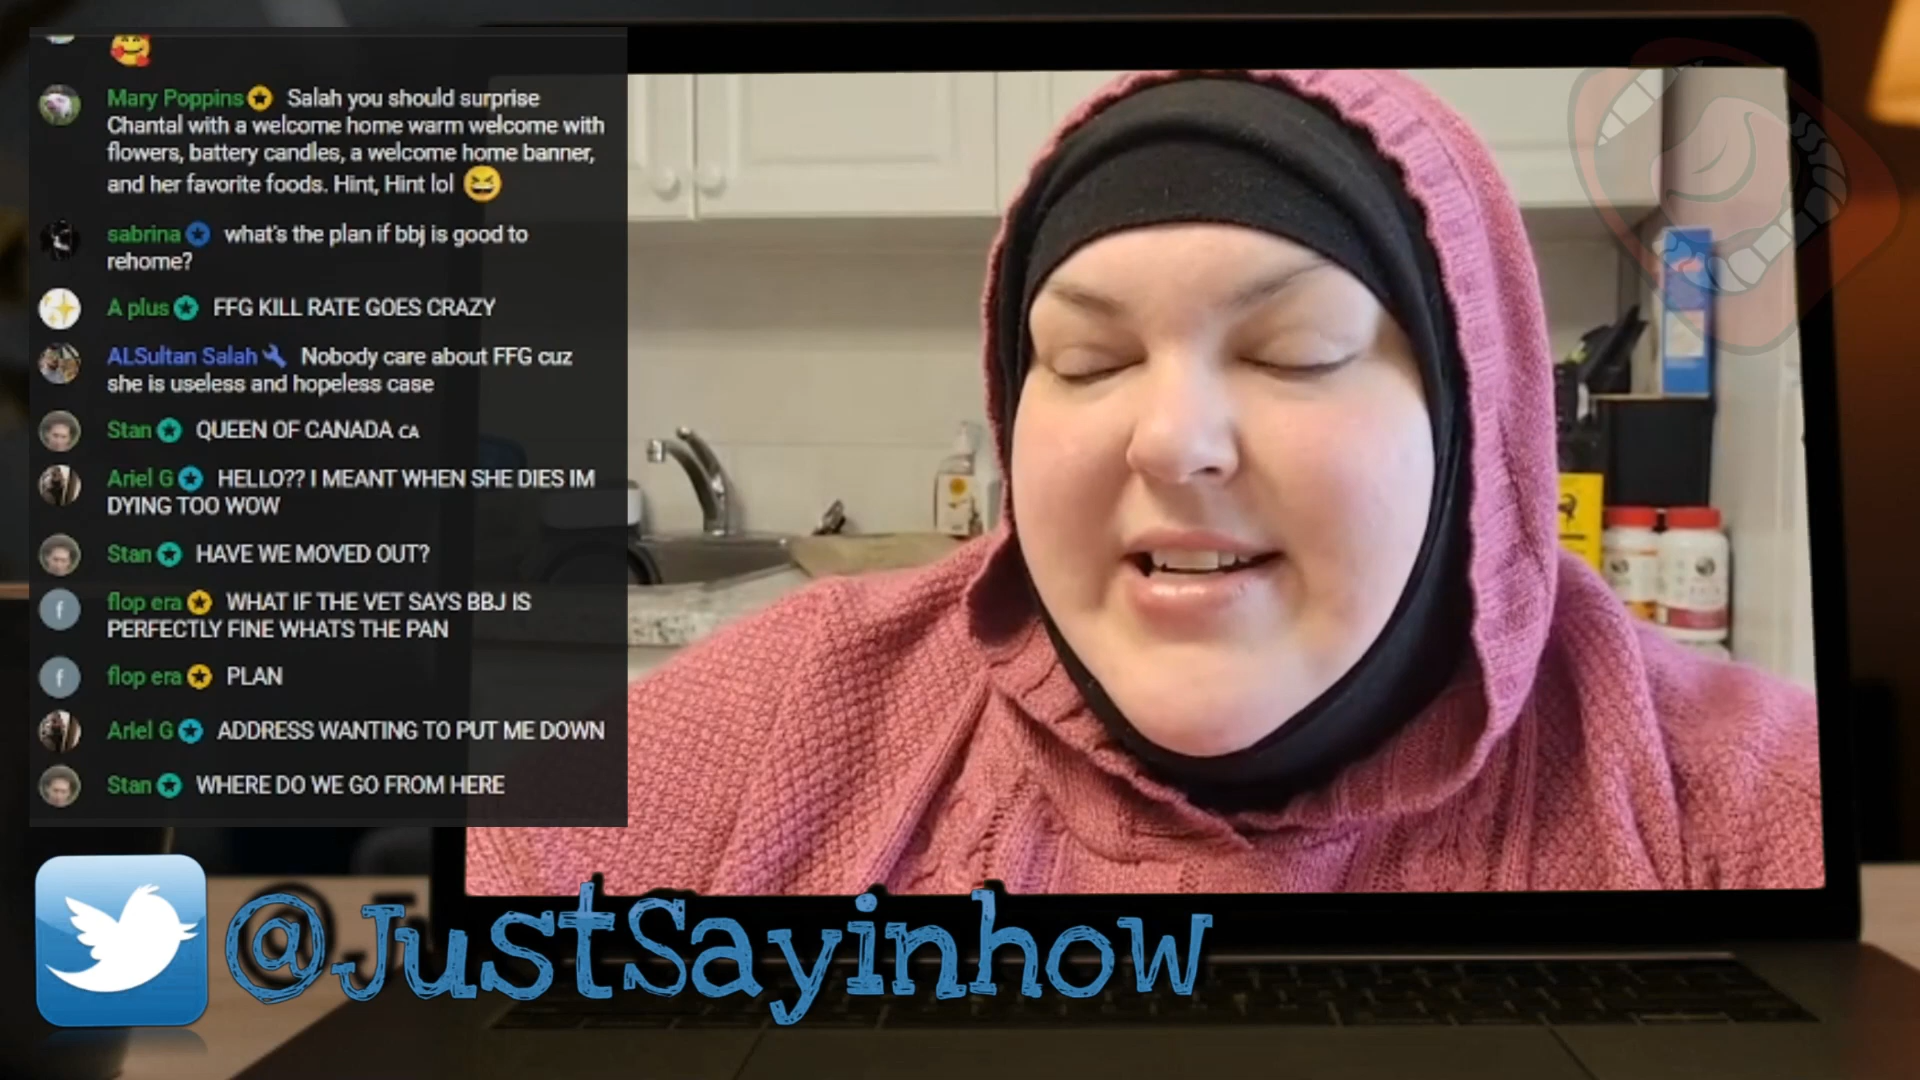 Mary Poppins Salah you should surprise
Chantal with a welcome home warm welcome with
flowers, battery candles, a welcome home banner,
and her favorite foods. Hint, Hint lol
sabrina what's the plan if bbj is good to
rehome?
A plus FFG KILL RATE GOES CRAZY
ALSultan Salah Nobody care about FFG cuz
she is useless and hopeless case
Stan QUEEN OF CANADA CA
Ariel G HELLO?? I MEANT WHEN SHE DIES IM
DYING TOO WOW
Stan HAVE WE MOVED OUT?
f flop era WHAT IF THE VET SAYS BBJ IS
PERFECTLY FINE WHATS THE PAN
f flop era PLAN
Ariel G ADDRESS WANTING TO PUT ME DOWN
Stan WHERE DO WE GO FROM HERE
@JustSayinhow